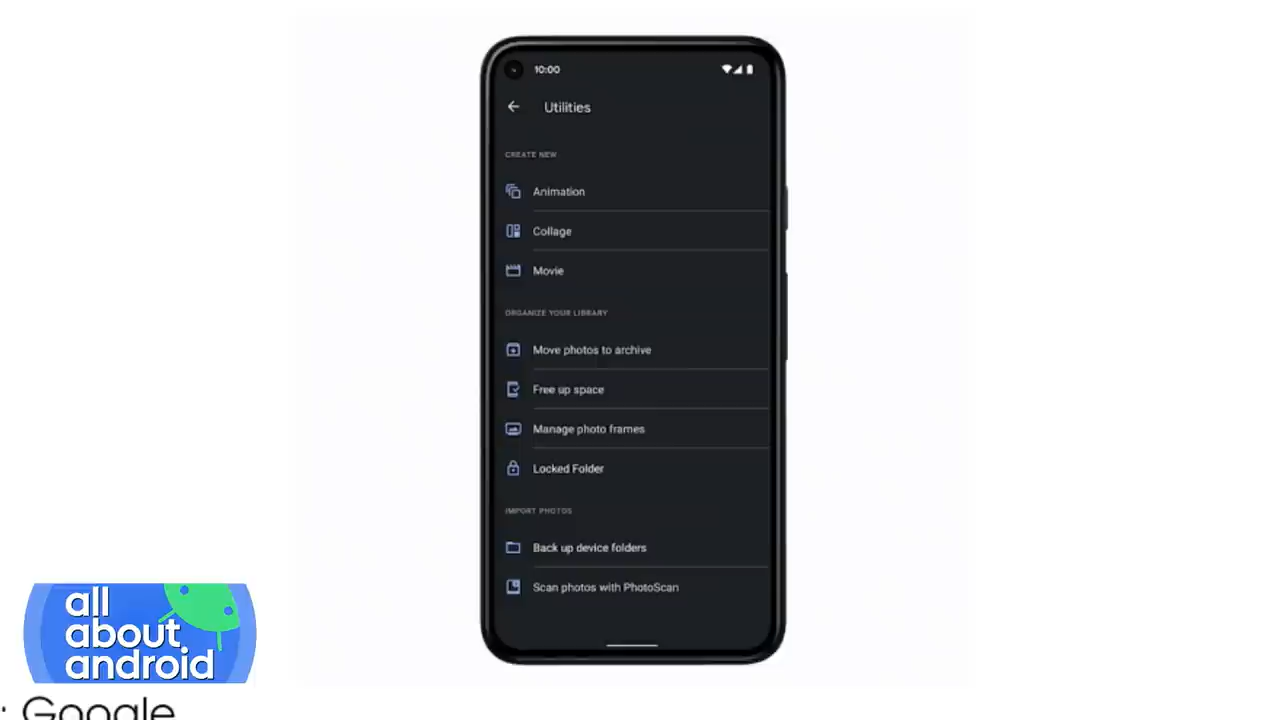 10:00
Utilities
CREATE NEW
Animation
Collage
Movie
ORGANIZE YOUR LIBRARY
Move photos to archive
Free up space
Manage photo frames
Locked Folder
IMPORT PHOTOS
Back up device folders
Scan photos with PhotoScan
all
about
android
: Google